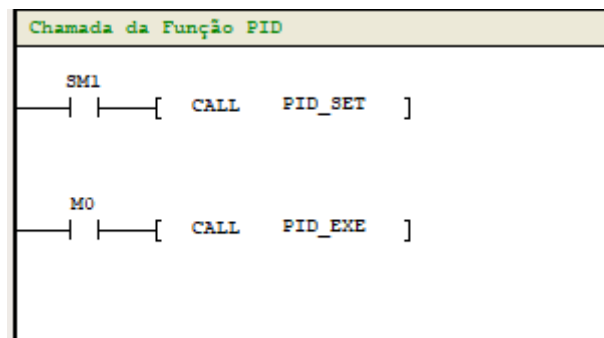 Chamada da Função PID
SM1
[ CALL PID_SET ]
M0
[ CALL PID_EXE ]